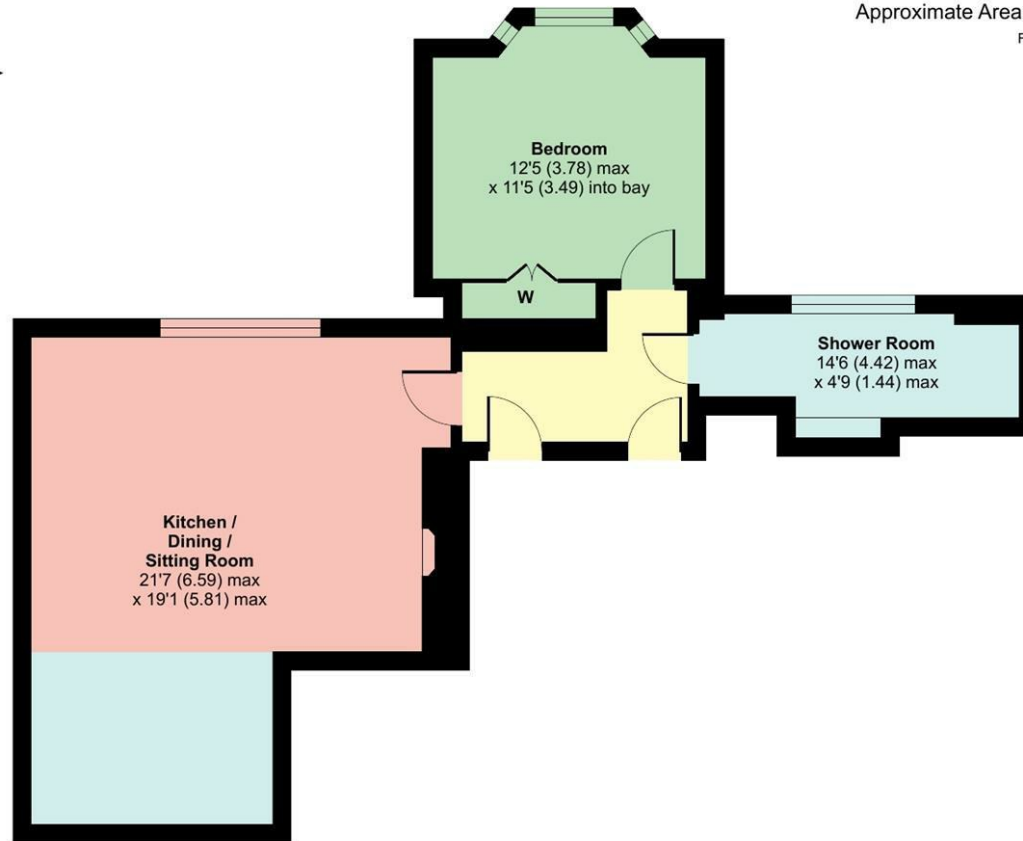 Approximate Area
F
Bedroom
12'5 (3.78) max
x 11'5 (3.49) into bay
W
Shower Room
14'6 (4.42) max
x 4'9 (1.44) max
Kitchen /
Dining /
Sitting Room
21'7 (6.59) max
x 19'1 (5.81) max